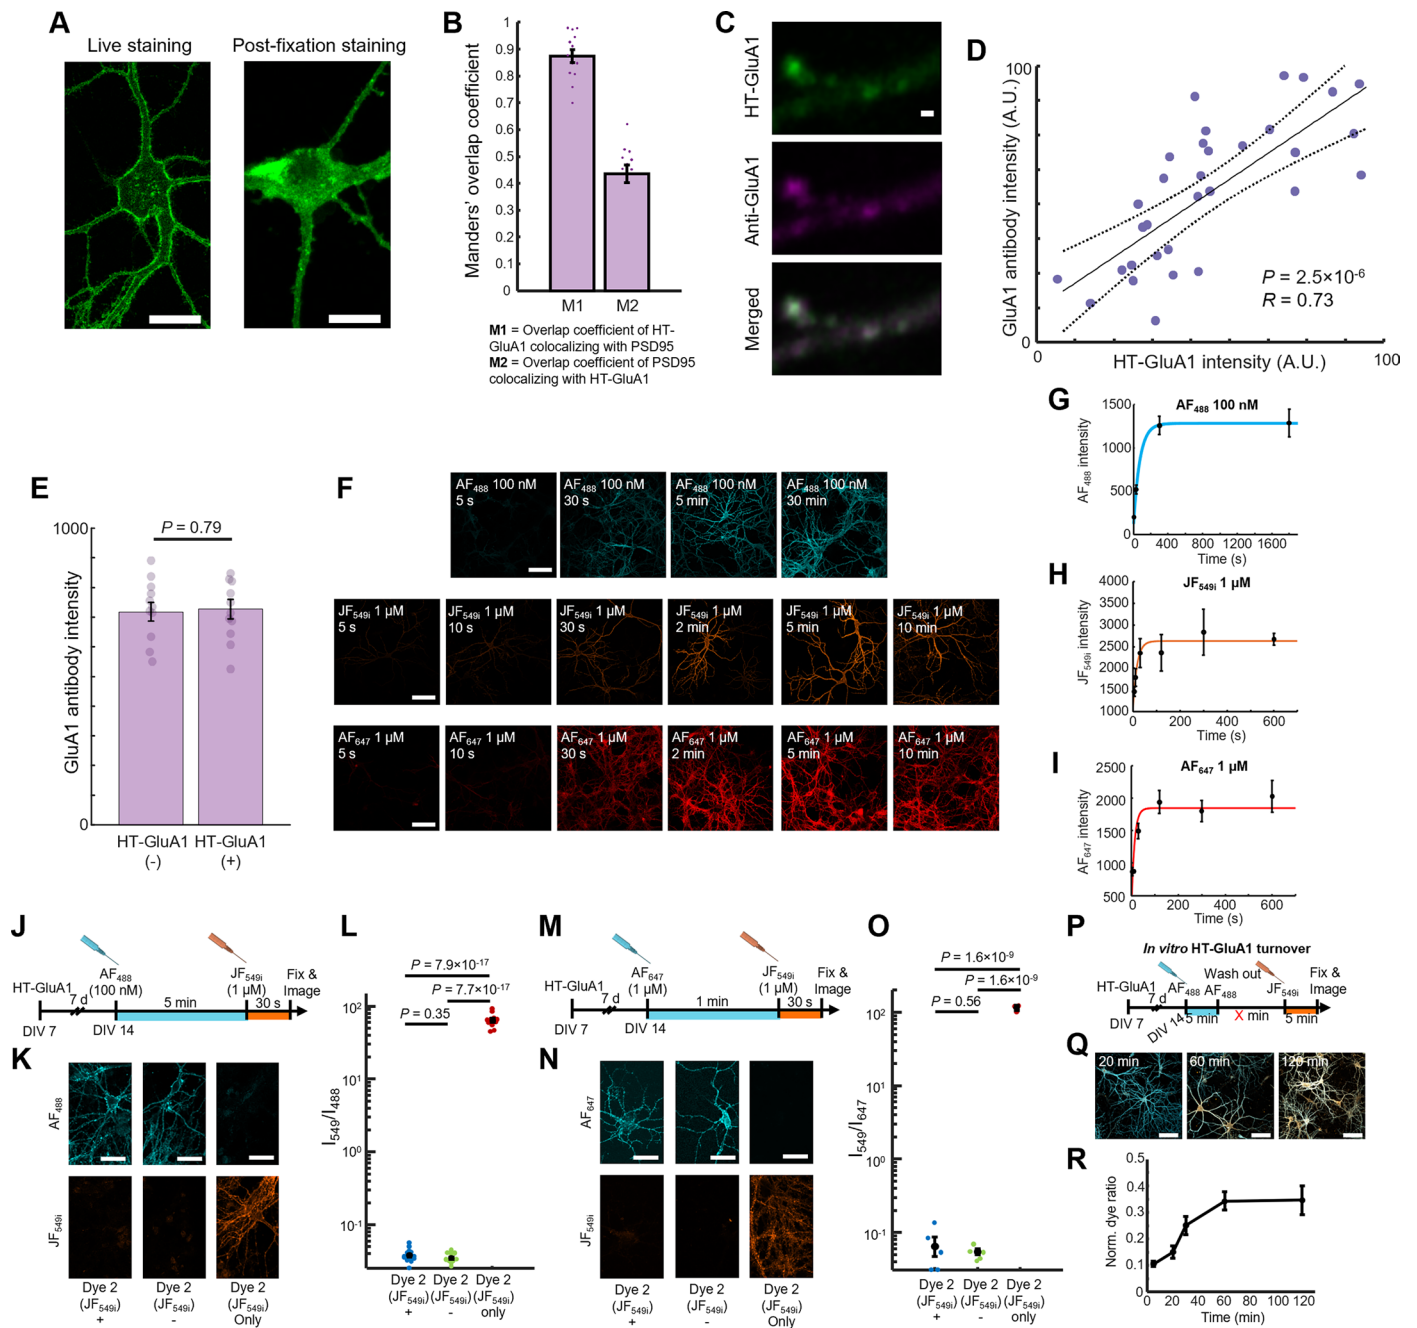 A
Live staining
Post-fixation staining
B
Manders' overlap coefficient
1
0.9
0.8
0.7
0.6
0.5
0.4
0.3
0.2
0.1
0
M1
M2
M1 = Overlap coefficient of HT-
GluA1 colocalizing with PSD95
M2 = Overlap coefficient of PSD95
colocalizing with HT-GluA1
C
HT-GluA1
Anti-GluA1
Merged
D
GluA1 antibody intensity (A.U.)
100
0
P = 2.5×10-6
R = 0.73
0
HT-GluA1 intensity (A.U.)
100
E
GluA1 antibody intensity
1000
0
P = 0.79
HT-GluA1
(-)
HT-GluA1
(+)
F
AF488 100 nM
5 s
AF488 100 nM
30 s
AF488 100 nM
5 min
AF488 100 nM
30 min
JF549i 1 µM
5 s
JF549i 1 µM
10 s
JF549i 1 µM
30 s
JF549i 1 µM
2 min
JF549i 1 µM
5 min
JF549i 1 µM
10 min
AF647 1 µM
5 s
AF647 1 µM
10 s
AF647 1 µM
30 s
AF647 1 µM
2 min
AF647 1 µM
5 min
AF647 1 µM
10 min
G
AF488 100 nM
AF488 intensity
1500
1000
500
0
0 400 800 1200 1600
Time (s)
H
JF549i 1 µM
JF549i intensity
4000
3500
3000
2500
2000
1500
1000
0 200 400 600
Time (s)
I
AF647 1 µM
AF647 intensity
2500
2000
1500
1000
500
0 200 400 600
Time (s)
J
HT-GluA1
7 d
AF488
(100 nM)
5 min
JF549i
(1 µM)
30 s
Fix &
Image
DIV 7
DIV 14
K
AF488
JF549i
Dye 2
(JF549i)
+
Dye 2
(JF549i)
-
Dye 2
(JF549i)
Only
L
P = 7.9×10-17
P = 7.7×10-17
P = 0.35
I549/I488
102
101
100
10-1
Dye 2
(JF549i)
+
Dye 2
(JF549i)
-
Dye 2
(JF549i)
only
M
HT-GluA1
7 d
AF647
(1 µM)
1 min
JF549i
(1 µM)
30 s
Fix &
Image
DIV 7
DIV 14
N
AF647
JF549i
Dye 2
(JF549i)
+
Dye 2
(JF549i)
-
Dye 2
(JF549i)
Only
O
P = 1.6×10-9
P = 1.6×10-9
P = 0.56
I549/I647
102
101
100
10-1
Dye 2
(JF549i)
+
Dye 2
(JF549i)
-
Dye 2
(JF549i)
only
P
In vitro HT-GluA1 turnover
HT-GluA1
7 d
AF488
Wash out
AF488
JF549i
Fix &
Image
DIV 7
DIV 14
5 min
X min
5 min
Q
20 min
60 min
120 min
R
Norm. dye ratio
0.5
0.4
0.3
0.2
0.1
0
0 20 40 60 80 100 120
Time (min)